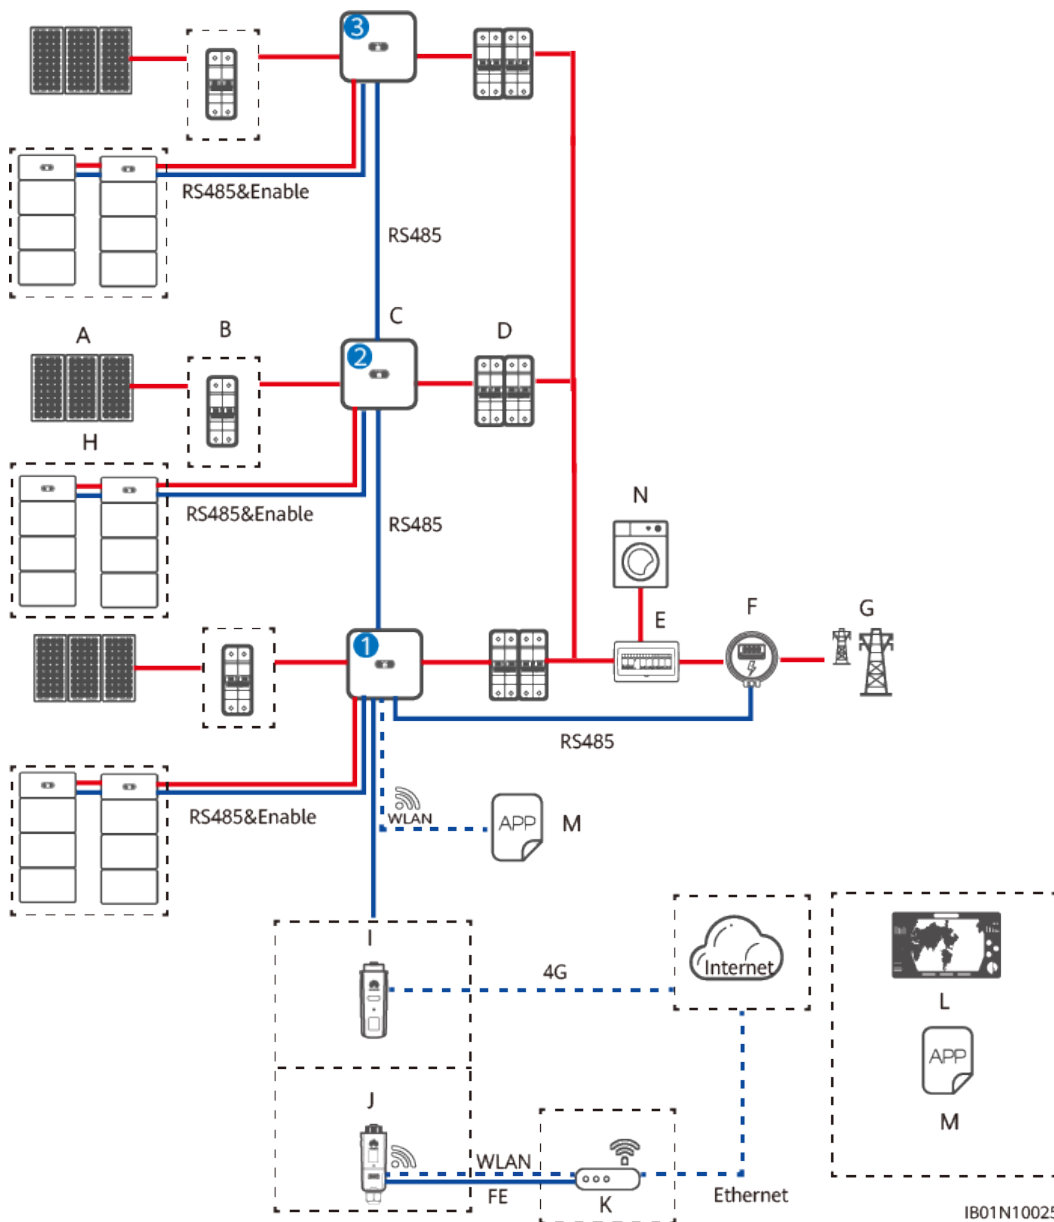 3
RS485&Enable
RS485
A
B
C
D
2
H
RS485&Enable
RS485
N
1
E
F
G
RS485
RS485&Enable
WLAN
APP
M
I
4G
Internet
L
APP
M
J
WLAN
FE
K
Ethernet
IB01N10025